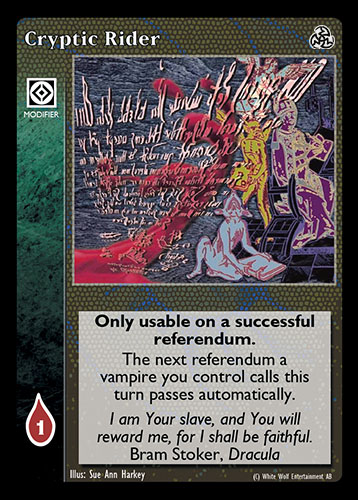 Cryptic Rider
MODIFIER
Only usable on a successful
referendum.
The next referendum a
vampire you control calls this
turn passes automatically.
I am Your slave, and You will
reward me, for I shall be faithful.
Bram Stoker, Dracula
1
Illus: Sue Ann Harkey
(C) White Wolf Entertainment AB